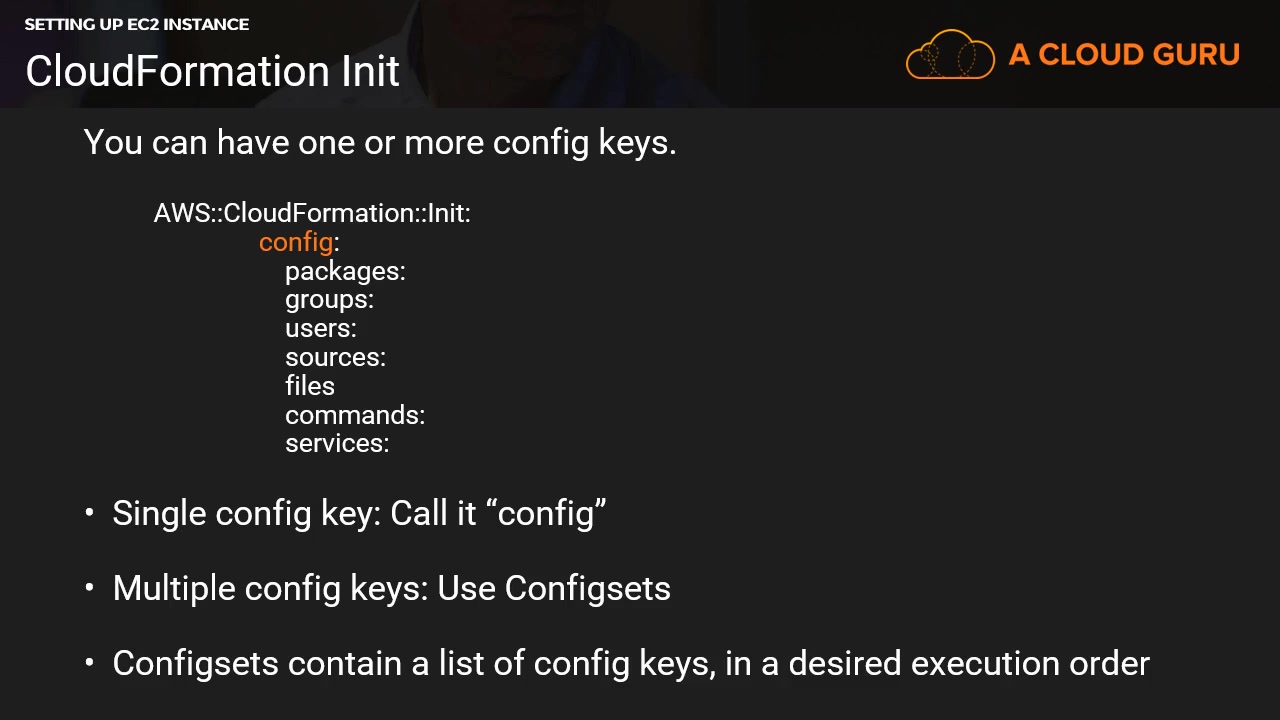 SETTING UP EC2 INSTANCE
CloudFormation Init
A CLOUD GURU
You can have one or more config keys.
AWS::CloudFormation::Init:
config:
packages:
groups:
users:
sources:
files
commands:
services:
• Single config key: Call it “config”
• Multiple config keys: Use Configsets
• Configsets contain a list of config keys, in a desired execution order